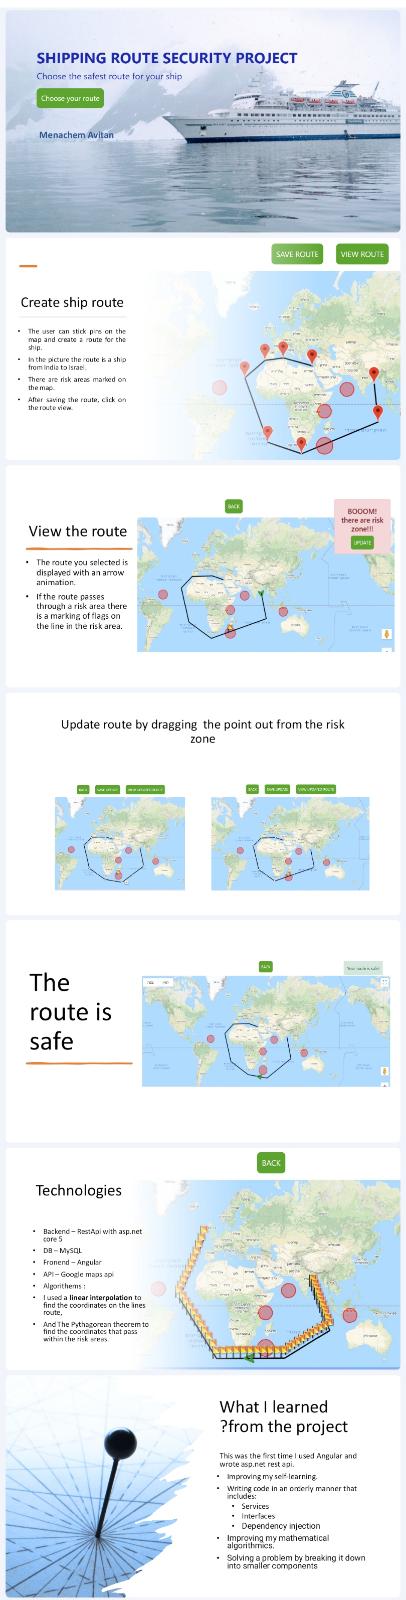 SHIPPING ROUTE SECURITY PROJECT
Choose the safest route for your ship
Choose your route
Menachem Avitan
SAVE ROUTE
VIEW ROUTE
Create ship route
• The user can stick pins on the
map and create a route for the
ship.
• In the picture the route is a ship
from India to Israel.
• There are risk areas marked on
the map.
• After saving the route, click on
the route view.
BACK
BOOOM!
there are risk
zone!!!
UPDATE
View the route
• The route you selected is
displayed with an arrow
animation.
• If the route passes
through a risk area there
is a marking of flags on
the line in the risk area.
Update route by dragging the point out from the risk
zone
BACK
SAVE UPDATE
VIEW UPDATED ROUTE
BACK
SAVE UPDATE
VIEW UPDATED ROUTE
BACK
Your route is safe!
The
route is
safe
BACK
Technologies
• Backend – RestApi with asp.net
core 5
• DB – MySQL
• Fronend – Angular
• API – Google maps api
• Algorithems :
• I used a linear interpolation to
find the coordinates on the lines
route,
• And The Pythagorean theorem to
find the coordinates that pass
within the risk areas.
What I learned
?from the project
This was the first time I used Angular and
wrote asp.net rest api.
• Improving my self-learning.
• Writing code in an orderly manner that
includes:
• Services
• Interfaces
• Dependency injection
• Improving my mathematical
algorithmics.
• Solving a problem by breaking it down
into smaller components